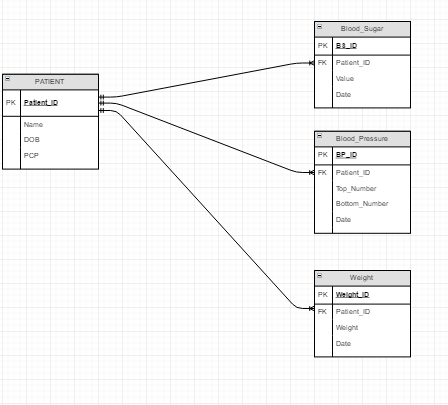 PATIENT
PK Patient_ID
Name
DOB
PCP
Blood_Sugar
PK BS_ID
FK Patient_ID
Value
Date
Blood_Pressure
PK BP_ID
FK Patient_ID
Top_Number
Bottom_Number
Date
Weight
PK Weight_ID
FK Patient_ID
Weight
Date